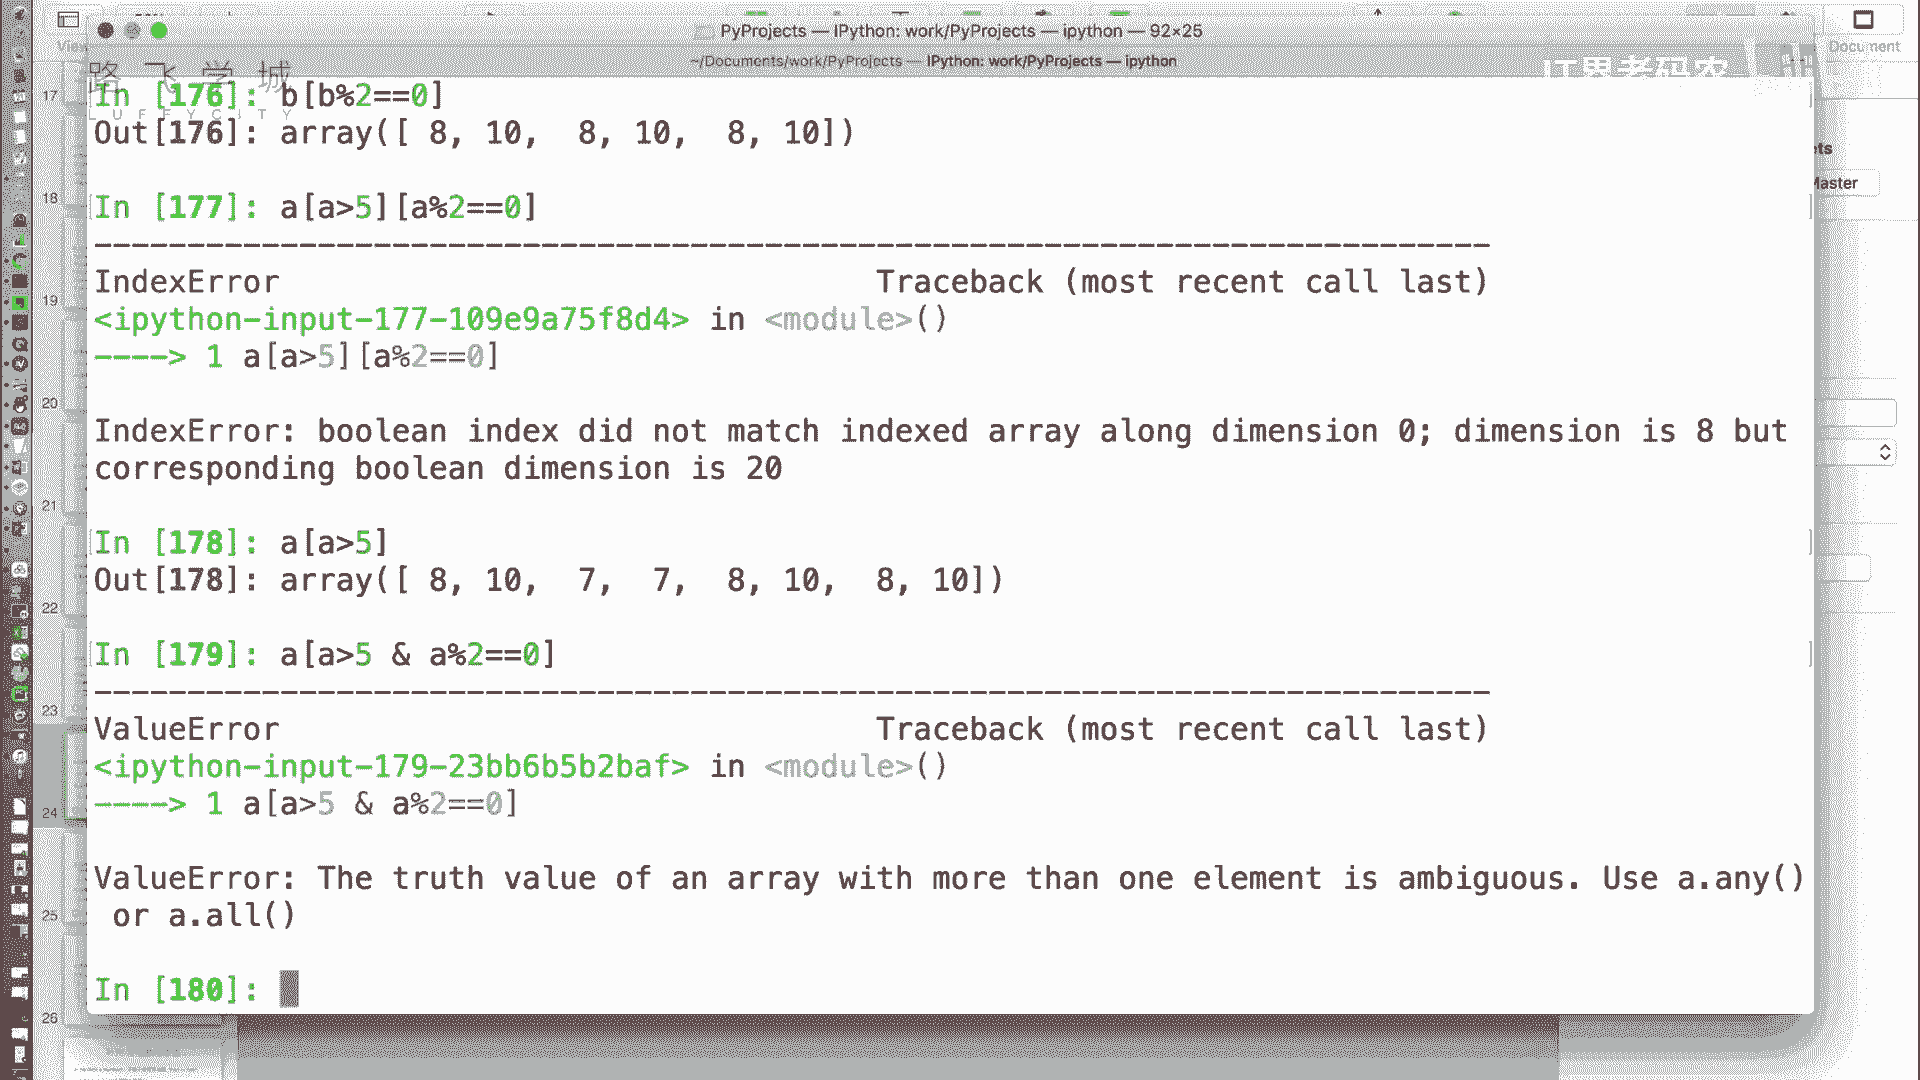 PyProjects — IPython: work/PyProjects — ipython — 92×25
~/Documents/work/PyProjects — IPython: work/PyProjects — ipython
View
Document
路飞学城
LUFFYCITY
IT界老码农
In [176]: b[b%2==0]
Out[176]: array([ 8, 10,  8, 10,  8, 10])
In [177]: a[a>5][a%2==0]
---------------------------------------------------------------------------
IndexError                                Traceback (most recent call last)
<ipython-input-177-109e9a75f8d4> in <module>()
----> 1 a[a>5][a%2==0]
IndexError: boolean index did not match indexed array along dimension 0; dimension is 8 but
corresponding boolean dimension is 20
In [178]: a[a>5]
Out[178]: array([ 8, 10,  7,  7,  8, 10,  8, 10])
In [179]: a[a>5 & a%2==0]
---------------------------------------------------------------------------
ValueError                                Traceback (most recent call last)
<ipython-input-179-23bb6b5b2baf> in <module>()
----> 1 a[a>5 & a%2==0]
ValueError: The truth value of an array with more than one element is ambiguous. Use a.any()
 or a.all()
In [180]:
17
18
19
20
21
22
23
24
25
26
ets
Master